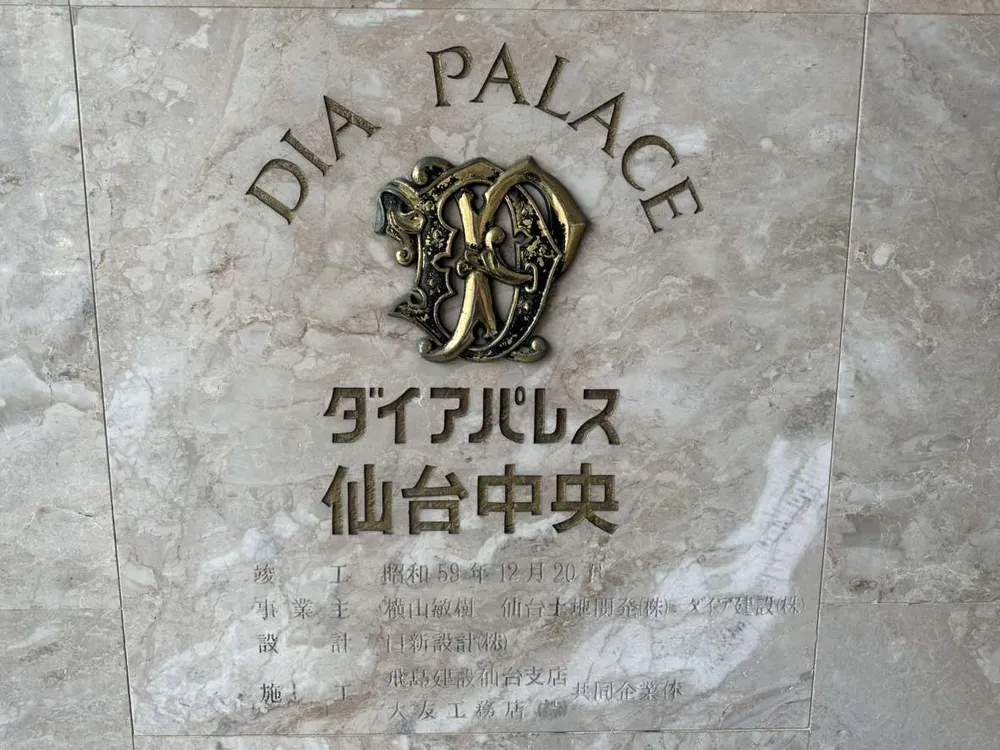 DIA PALACE
ダイアパレス
仙台中央
竣工 昭和59年12月20日
事業主 横山敏樹 仙台土地開発(株) ダイア建設(株)
設計 日新設計(株)
施工 飛島建設仙台支店
大友工務店(株) 共同企業体